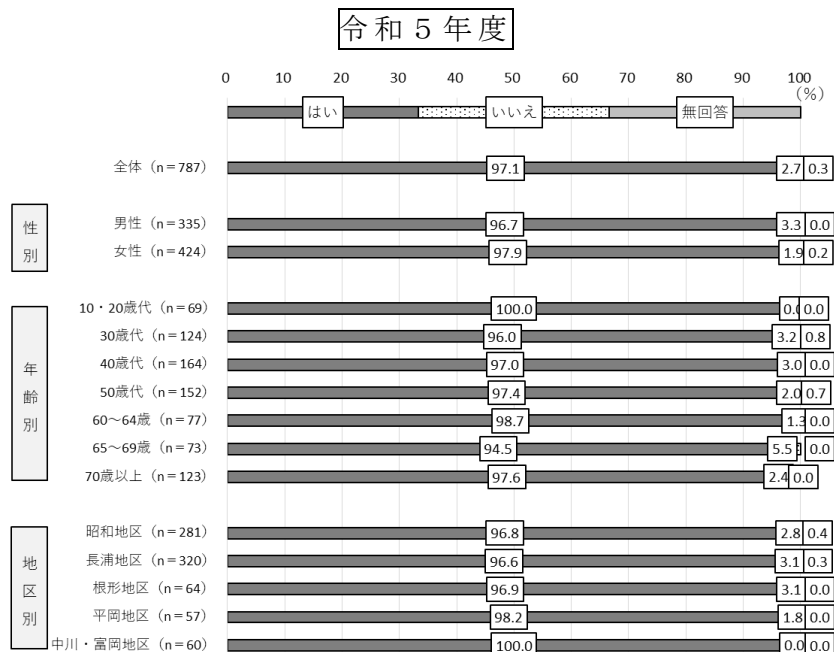 令和５年度
0 10 20 30 40 50 60 70 80 90 100
(%)
はい いいえ 無回答
全体（n＝787） 97.1 2.7 0.3
性別
男性（n＝335） 96.7 3.3 0.0
女性（n＝424） 97.9 1.9 0.2
年齢別
10・20歳代（n＝69） 100.0 0.0 0.0
30歳代（n＝124） 96.0 3.2 0.8
40歳代（n＝164） 97.0 3.0 0.0
50歳代（n＝152） 97.4 2.0 0.7
60～64歳（n＝77） 98.7 1.3 0.0
65～69歳（n＝73） 94.5 5.5 0.0
70歳以上（n＝123） 97.6 2.4 0.0
地区別
昭和地区（n＝281） 96.8 2.8 0.4
長浦地区（n＝320） 96.6 3.1 0.3
根形地区（n＝64） 96.9 3.1 0.0
平岡地区（n＝57） 98.2 1.8 0.0
中川・富岡地区（n＝60） 100.0 0.0 0.0